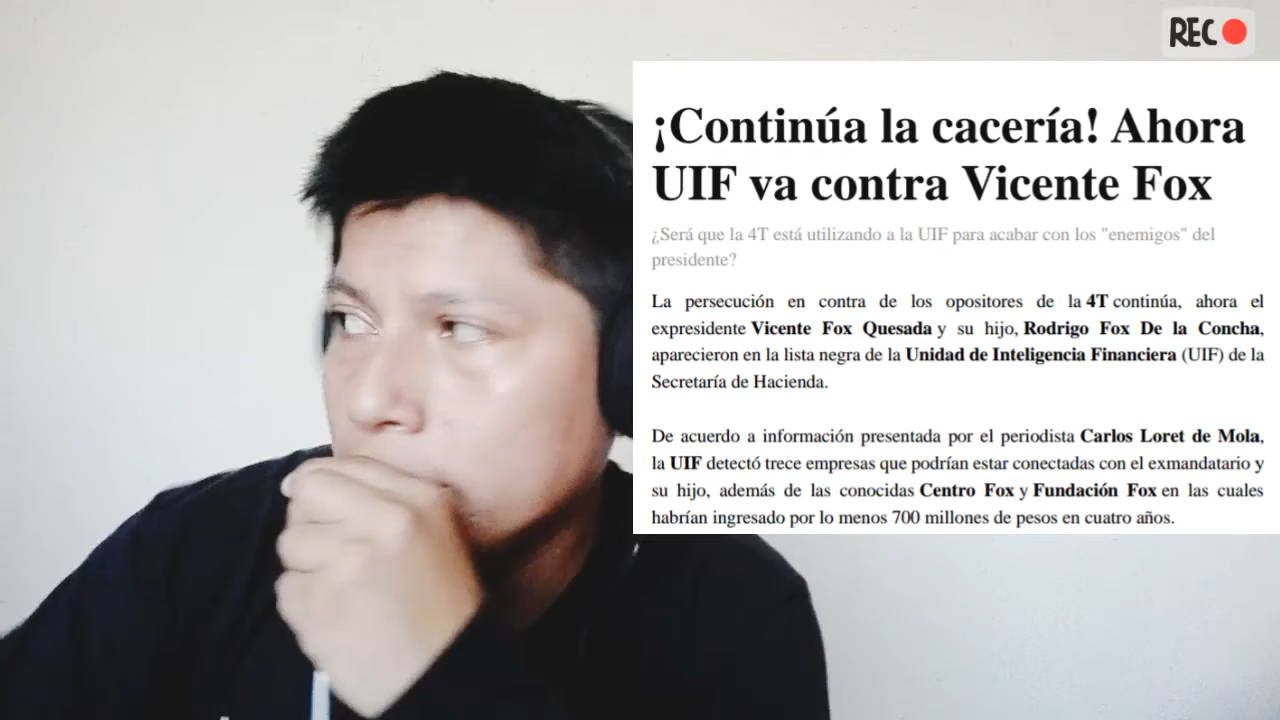 REC
¡Continúa la cacería! Ahora
UIF va contra Vicente Fox
¿Será que la 4T está utilizando a la UIF para acabar con los "enemigos" del
presidente?
La persecución en contra de los opositores de la 4T continúa, ahora el
expresidente Vicente Fox Quesada y su hijo, Rodrigo Fox De la Concha,
aparecieron en la lista negra de la Unidad de Inteligencia Financiera (UIF) de la
Secretaría de Hacienda.
De acuerdo a información presentada por el periodista Carlos Loret de Mola,
la UIF detectó trece empresas que podrían estar conectadas con el exmandatario y
su hijo, además de las conocidas Centro Fox y Fundación Fox en las cuales
habrían ingresado por lo menos 700 millones de pesos en cuatro años.